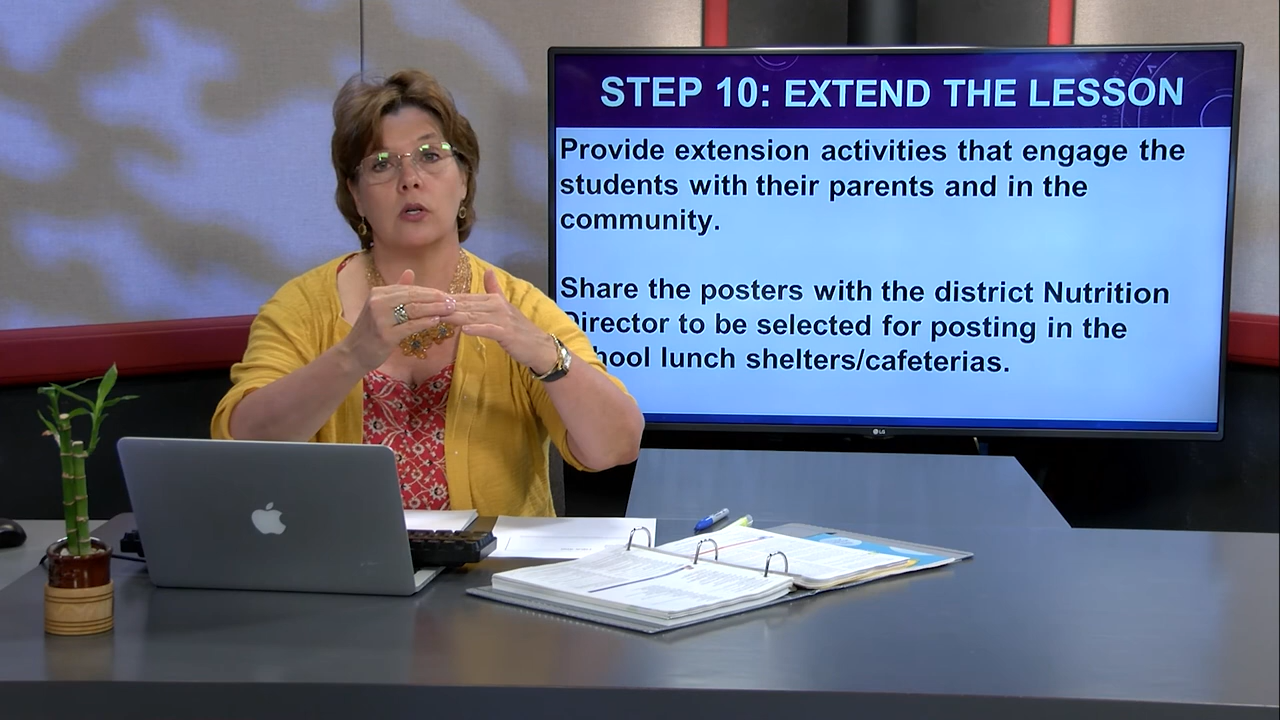 STEP 10: EXTEND THE LESSON
Provide extension activities that engage the
students with their parents and in the
community.
Share the posters with the district Nutrition
Director to be selected for posting in the
school lunch shelters/cafeterias.
LG